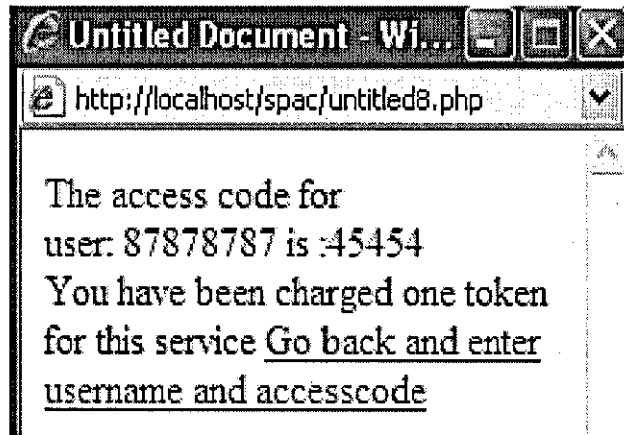 Untitled Document - Wi...
http://localhost/spac/untitled8.php
The access code for
user: 87878787 is :45454
You have been charged one token
for this service Go back and enter
username and accesscode